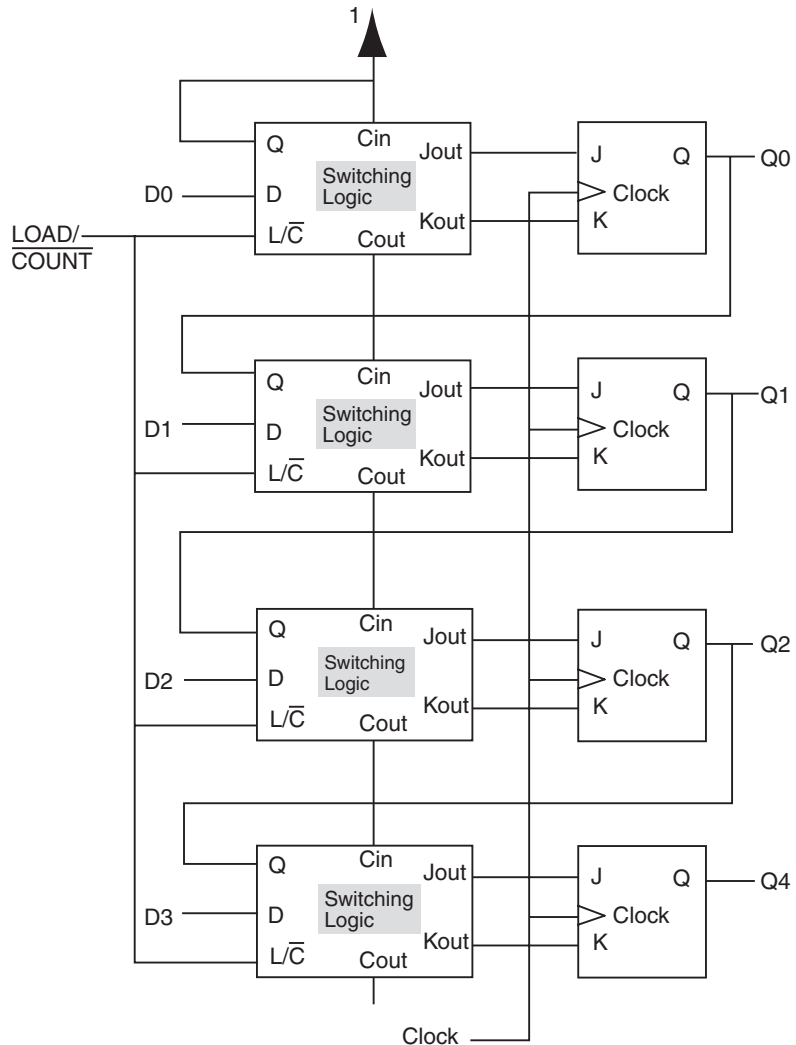 1
Q
Cin
Jout
J
Q
Q0
Switching
Logic
D0
D
Clock
LOAD/
COUNT
L/C̅
Cout
Kout
K
Q
Cin
Jout
J
Q
Q1
Switching
Logic
D1
D
Clock
L/C̅
Cout
Kout
K
Q
Cin
Jout
J
Q
Q2
Switching
Logic
D2
D
Clock
L/C̅
Cout
Kout
K
Q
Cin
Jout
J
Q
Q4
Switching
Logic
D3
D
Clock
L/C̅
Cout
Kout
K
Clock